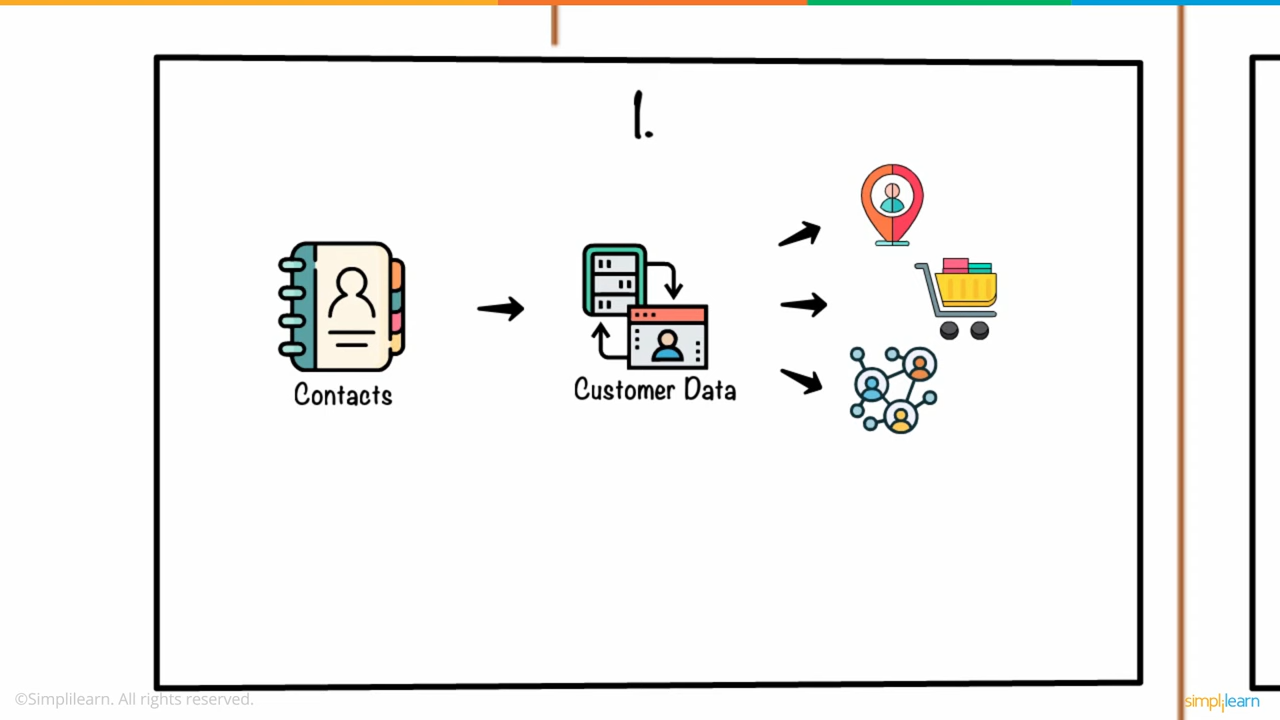 1.
Contacts
Customer Data
©Simplilearn. All rights reserved.
simplilearn